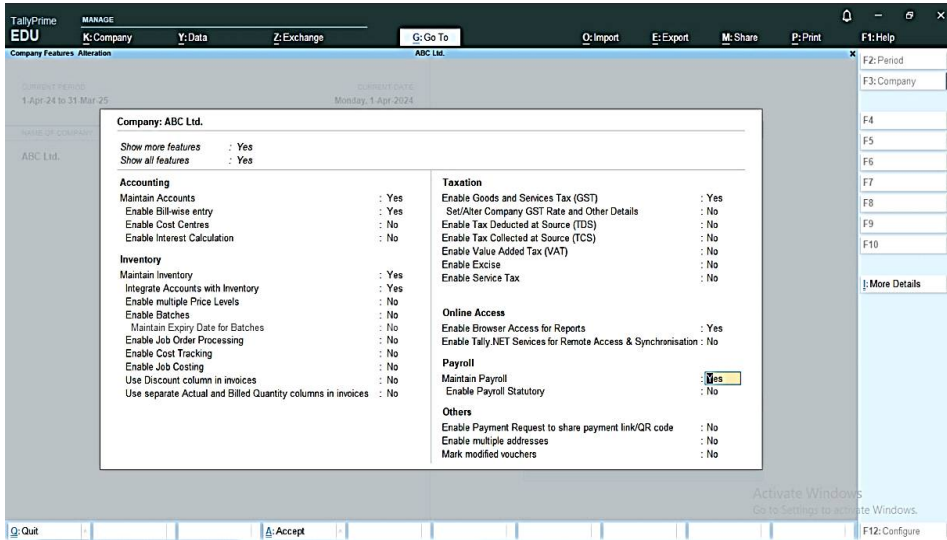 TallyPrime
EDU
MANAGE
K: Company
Y: Data
Z: Exchange
G: Go To
O: Import
E: Export
M: Share
P: Print
F1: Help
Company Features Alteration
ABC Ltd.
CURRENT PERIOD
CURRENT DATE
1-Apr-24 to 31-Mar-25
Monday, 1-Apr-2024
NAME OF COMPANY
ABC Ltd.
Company: ABC Ltd.
Show more features : Yes
Show all features : Yes
Accounting
Maintain Accounts : Yes
Enable Bill-wise entry : Yes
Enable Cost Centres : No
Enable Interest Calculation : No
Inventory
Maintain Inventory : Yes
Integrate Accounts with Inventory : Yes
Enable multiple Price Levels : No
Enable Batches : No
Maintain Expiry Date for Batches : No
Enable Job Order Processing : No
Enable Cost Tracking : No
Enable Job Costing : No
Use Discount column in invoices : No
Use separate Actual and Billed Quantity columns in invoices : No
Taxation
Enable Goods and Services Tax (GST) : Yes
Set/Alter Company GST Rate and Other Details : No
Enable Tax Deducted at Source (TDS) : No
Enable Tax Collected at Source (TCS) : No
Enable Value Added Tax (VAT) : No
Enable Excise : No
Enable Service Tax : No
Online Access
Enable Browser Access for Reports : Yes
Enable Tally.NET Services for Remote Access & Synchronisation : No
Payroll
Maintain Payroll : Yes
Enable Payroll Statutory : No
Others
Enable Payment Request to share payment link/QR code : No
Enable multiple addresses : No
Mark modified vouchers : No
F2: Period
F3: Company
F4
F5
F6
F7
F8
F9
F10
I: More Details
Activate Windows
Go to Settings to activate Windows.
Q: Quit
A: Accept
F12: Configure